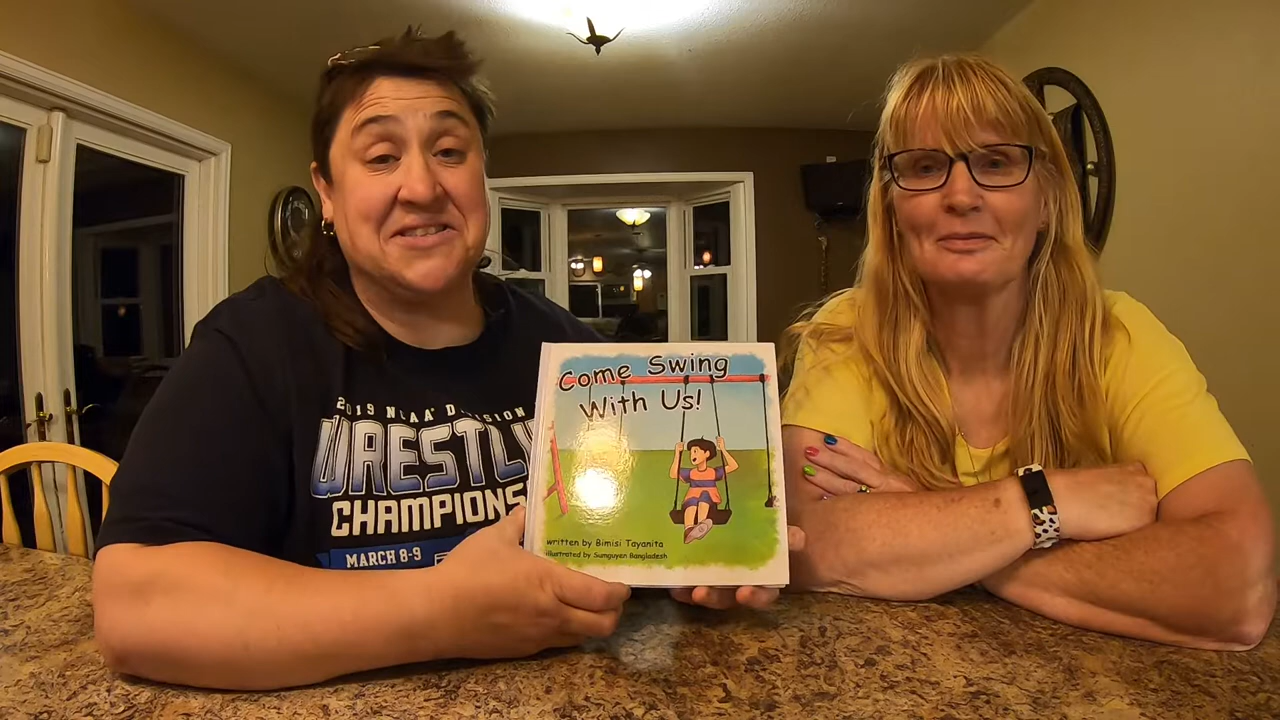 Come Swing
With Us!
written by Bimisi Tayanita
illustrated by Sumguyen Bangladesh
2019 NCAA DIVISION
CHAMPIONS
MARCH 8-9